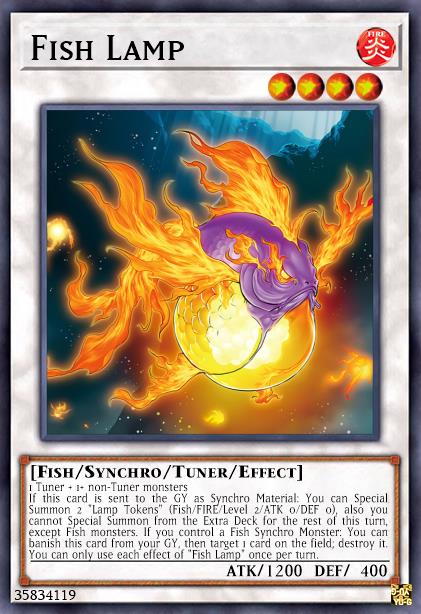 FISH LAMP
FIRE
炎
[FISH/SYNCHRO/TUNER/EFFECT]
1 Tuner + 1+ non-Tuner monsters
If this card is sent to the GY as Synchro Material: You can Special
Summon 2 "Lamp Tokens" (Fish/FIRE/Level 2/ATK 0/DEF 0), also you
cannot Special Summon from the Extra Deck for the rest of this turn,
except Fish monsters. If you control a Fish Synchro Monster: You can
banish this card from your GY, then target 1 card on the field; destroy it.
You can only use each effect of "Fish Lamp" once per turn.
ATK/1200 DEF/ 400
35834119